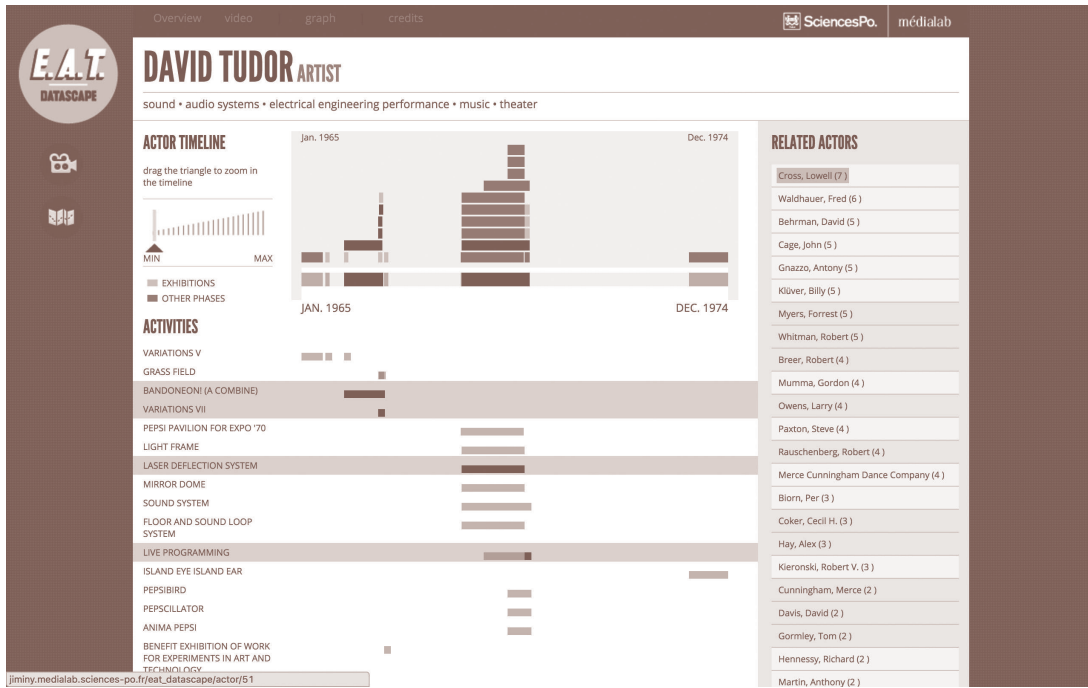 Overview video graph credits
SciencesPo. médialab
E.A.T.
DATASCAPE
DAVID TUDOR ARTIST
sound • audio systems • electrical engineering performance • music • theater
ACTOR TIMELINE
drag the triangle to zoom in
the timeline
MIN MAX
EXHIBITIONS
OTHER PHASES
Jan. 1965 Dec. 1974
JAN. 1965 DEC. 1974
ACTIVITIES
VARIATIONS V
GRASS FIELD
BANDONEON! (A COMBINE)
VARIATIONS VII
PEPSI PAVILION FOR EXPO '70
LIGHT FRAME
LASER DEFLECTION SYSTEM
MIRROR DOME
SOUND SYSTEM
FLOOR AND SOUND LOOP
SYSTEM
LIVE PROGRAMMING
ISLAND EYE ISLAND EAR
PEPSIBIRD
PEPSCILLATOR
ANIMA PEPSI
BENEFIT EXHIBITION OF WORK
FOR EXPERIMENTS IN ART AND
TECHNOLOGY
RELATED ACTORS
Cross, Lowell (7 )
Waldhauer, Fred (6 )
Behrman, David (5 )
Cage, John (5 )
Gnazzo, Antony (5 )
Klüver, Billy (5 )
Myers, Forrest (5 )
Whitman, Robert (5 )
Breer, Robert (4 )
Mumma, Gordon (4 )
Owens, Larry (4 )
Paxton, Steve (4 )
Rauschenberg, Robert (4 )
Merce Cunningham Dance Company (4 )
Biorn, Per (3 )
Coker, Cecil H. (3 )
Hay, Alex (3 )
Kieronski, Robert V. (3 )
Cunningham, Merce (2 )
Davis, David (2 )
Gormley, Tom (2 )
Hennessy, Richard (2 )
Martin, Anthony (2 )
jiminy.medialab.sciences-po.fr/eat_datascape/actor/51